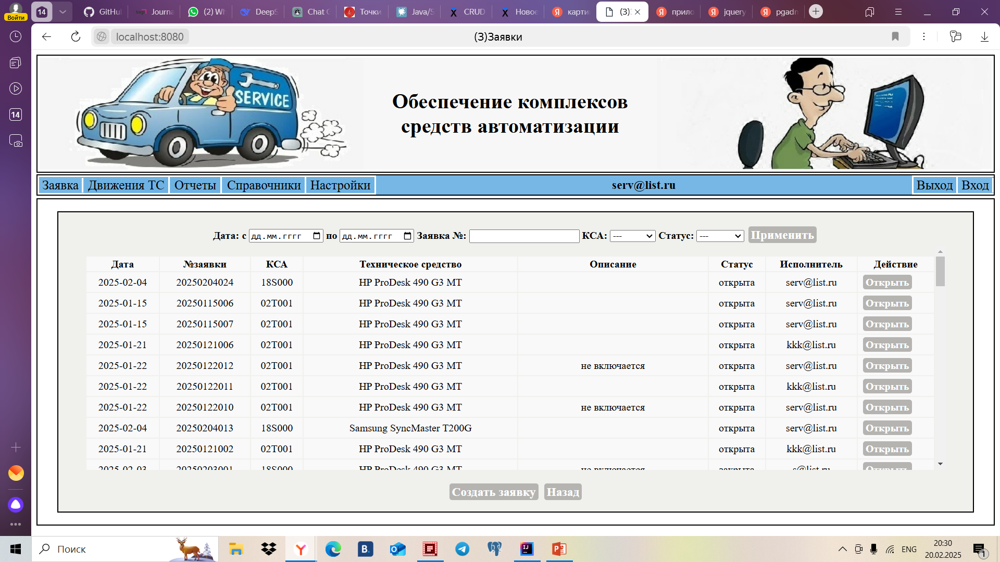 Войти
14
GitHu
Journa
(2) Wh
DeepS
Chat G
Точки
Java/S
CRUD
Новое
карти
(3)З
прило
jquery
pgadn
localhost:8080
(3)Заявки
14
SERVICE
Обеспечение комплексов
средств автоматизации
Заявка Движения ТС Отчеты Справочники Настройки serv@list.ru Выход Вход
Дата: с дд.мм.гггг по дд.мм.гггг Заявка №: КСА: --- Статус: --- Применить
Дата №заявки КСА Техническое средство Описание Статус Исполнитель Действие
2025-02-04 20250204024 18S000 HP ProDesk 490 G3 MT открыта serv@list.ru Открыть
2025-01-15 20250115006 02T001 HP ProDesk 490 G3 MT открыта serv@list.ru Открыть
2025-01-15 20250115007 02T001 HP ProDesk 490 G3 MT открыта serv@list.ru Открыть
2025-01-21 20250121006 02T001 HP ProDesk 490 G3 MT открыта kkk@list.ru Открыть
2025-01-22 20250122012 02T001 HP ProDesk 490 G3 MT не включается открыта serv@list.ru Открыть
2025-01-22 20250122011 02T001 HP ProDesk 490 G3 MT открыта kkk@list.ru Открыть
2025-01-22 20250122010 02T001 HP ProDesk 490 G3 MT не включается открыта serv@list.ru Открыть
2025-02-04 20250204013 18S000 Samsung SyncMaster T200G открыта serv@list.ru Открыть
2025-01-21 20250121002 02T001 HP ProDesk 490 G3 MT открыта kkk@list.ru Открыть
2025-02-03 20250203001 18S000 HP ProDesk 490 G3 MT не включается закрыта s@list.ru Открыть
Создать заявку Назад
Поиск
ENG
20:30
20.02.2025
1